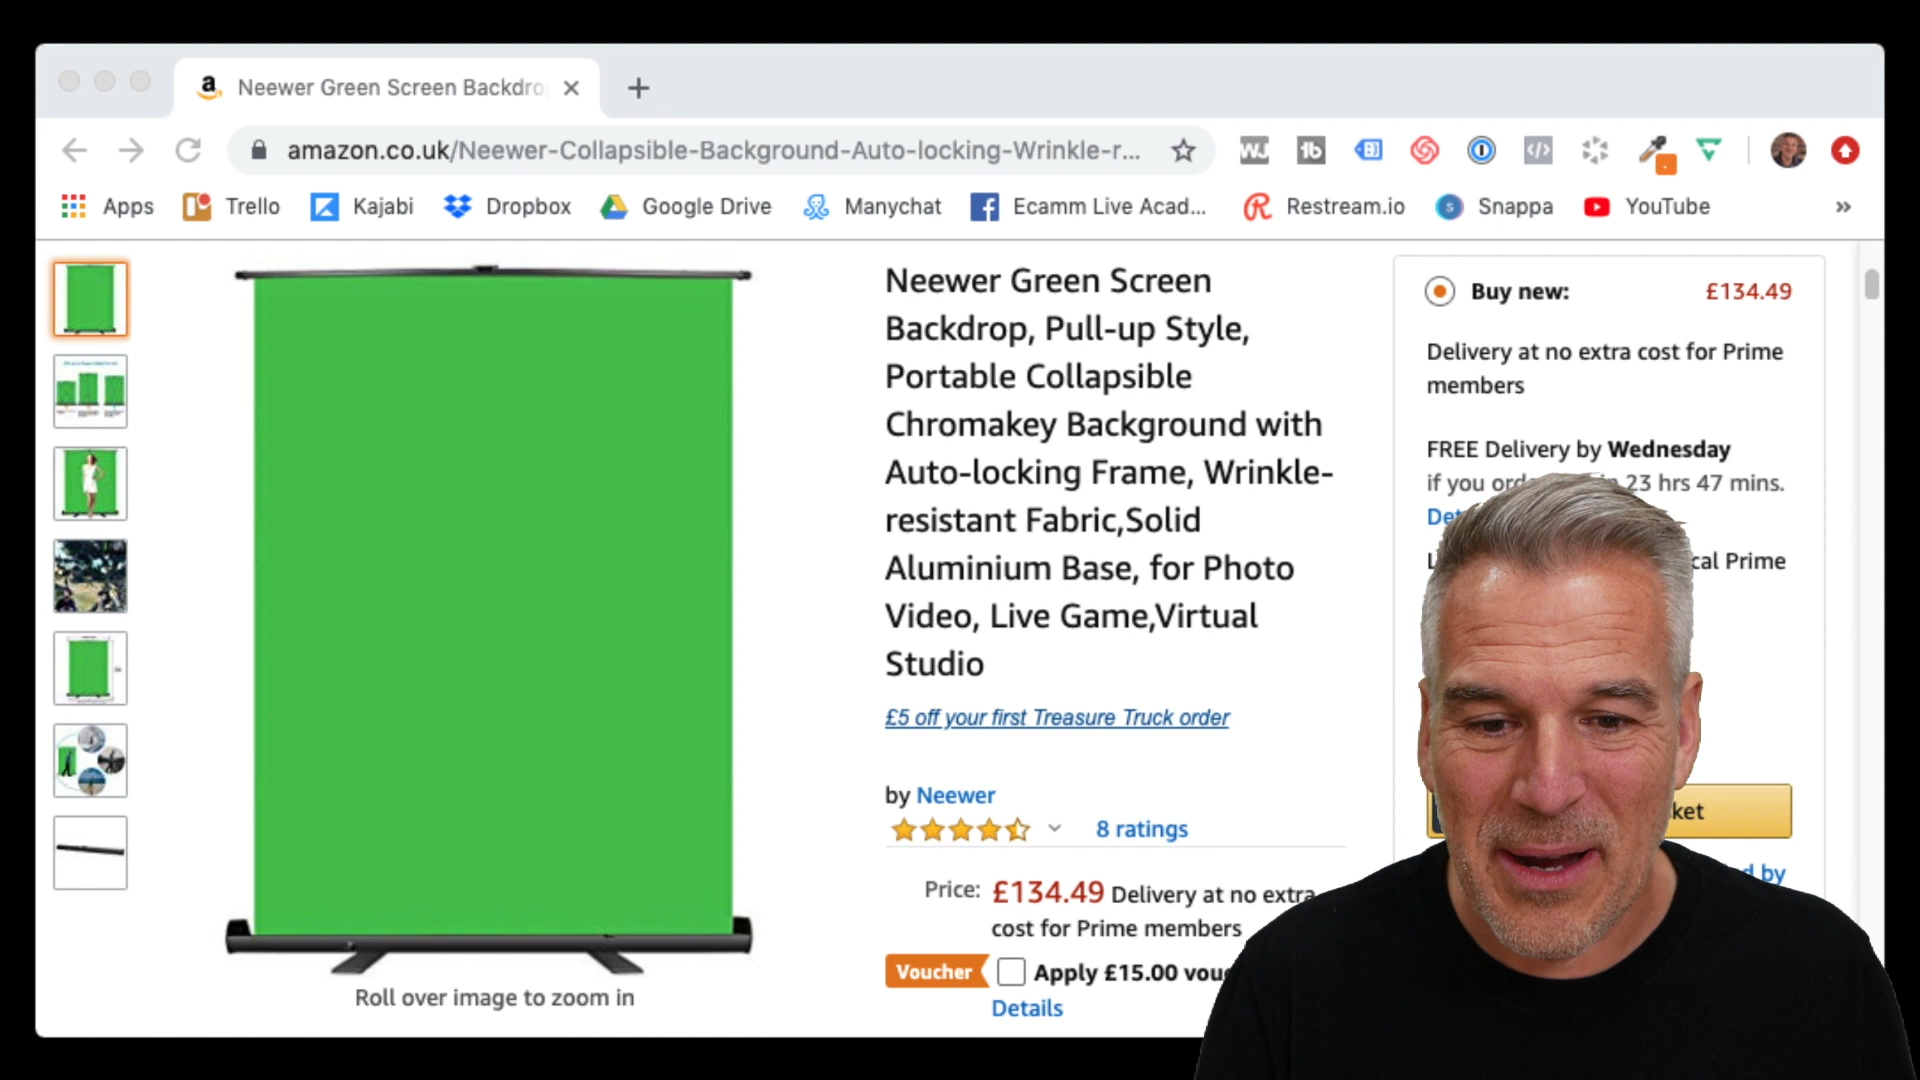 Neewer Green Screen Backdro
amazon.co.uk/Neewer-Collapsible-Background-Auto-locking-Wrinkle-r...
Apps Trello Kajabi Dropbox Google Drive Manychat Ecamm Live Acad... Restream.io Snappa YouTube »
Neewer Green Screen
Backdrop, Pull-up Style,
Portable Collapsible
Chromakey Background with
Auto-locking Frame, Wrinkle-
resistant Fabric,Solid
Aluminium Base, for Photo
Video, Live Game,Virtual
Studio
£5 off your first Treasure Truck order
by Neewer
8 ratings
Price: £134.49 Delivery at no extra
cost for Prime members
Voucher Apply £15.00 vou
Details
Roll over image to zoom in
Buy new: £134.49
Delivery at no extra cost for Prime
members
FREE Delivery by Wednesday
if you 23 hrs 47 mins.
Prime